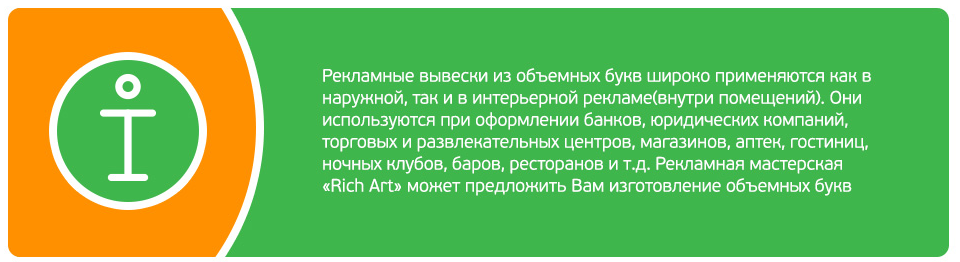 Рекламные вывески из объемных букв широко применяются как в
наружной, так и в интерьерной рекламе(внутри помещений). Они
используются при оформлении банков, юридических компаний,
торговых и развлекательных центров, магазинов, аптек, гостиниц,
ночных клубов, баров, ресторанов и т.д. Рекламная мастерская
«Rich Art» может предложить Вам изготовление объемных букв